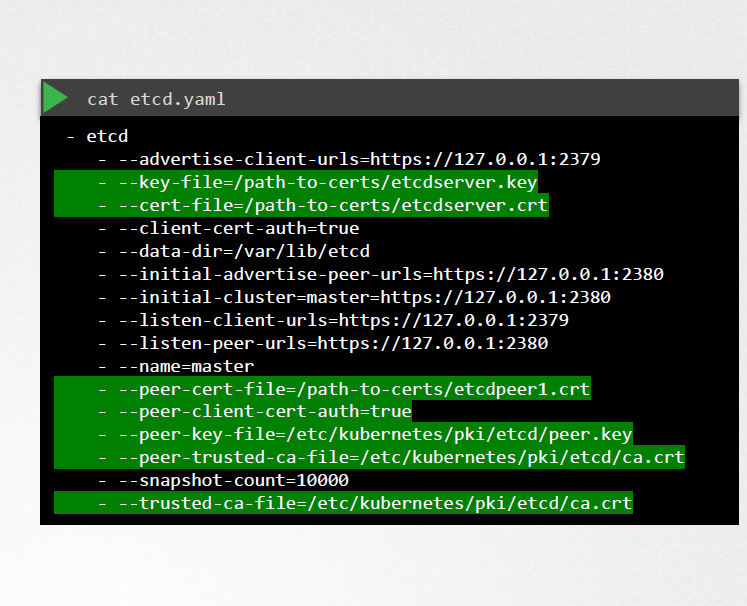 cat etcd.yaml
- etcd
- --advertise-client-urls=https://127.0.0.1:2379
- --key-file=/path-to-certs/etcdserver.key
- --cert-file=/path-to-certs/etcdserver.crt
- --client-cert-auth=true
- --data-dir=/var/lib/etcd
- --initial-advertise-peer-urls=https://127.0.0.1:2380
- --initial-cluster=master=https://127.0.0.1:2380
- --listen-client-urls=https://127.0.0.1:2379
- --listen-peer-urls=https://127.0.0.1:2380
- --name=master
- --peer-cert-file=/path-to-certs/etcdpeer1.crt
- --peer-client-cert-auth=true
- --peer-key-file=/etc/kubernetes/pki/etcd/peer.key
- --peer-trusted-ca-file=/etc/kubernetes/pki/etcd/ca.crt
- --snapshot-count=10000
- --trusted-ca-file=/etc/kubernetes/pki/etcd/ca.crt